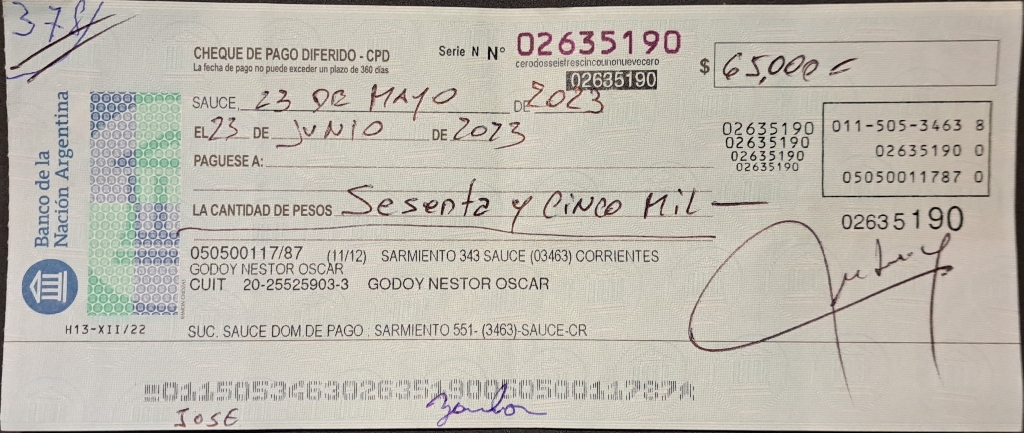 378
CHEQUE DE PAGO DIFERIDO - CPD
La fecha de pago no puede exceder un plazo de 360 días
Serie N Nº 02635190
cerodosseistrescincounonuevecero
02635190
$ 65,000 =
SAUCE, 23 DE MAYO DE 2023
EL 23 DE JUNIO DE 2023
PAGUESE A:
LA CANTIDAD DE PESOS Sesenta y Cinco Mil —
02635190
02635190
02635190
02635190
011-505-3463 8
02635190 0
05050011787 0
02635190
Banco de la
Nación Argentina
050500117/87 (11/12) SARMIENTO 343 SAUCE (03463) CORRIENTES
GODOY NESTOR OSCAR
CUIT 20-25525903-3 GODOY NESTOR OSCAR
H13-XII/22
SUC. SAUCE DOM DE PAGO : SARMIENTO 551- (3463)-SAUCE-CR
01150534630263519005050011787
JOSE